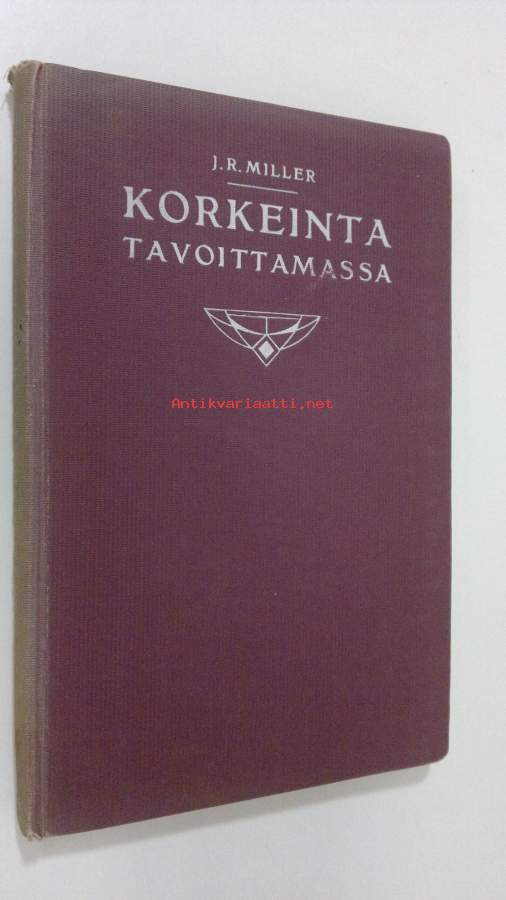 J.R. MILLER
KORKEINTA
TAVOITTAMASSA
Antikvariaatti.net